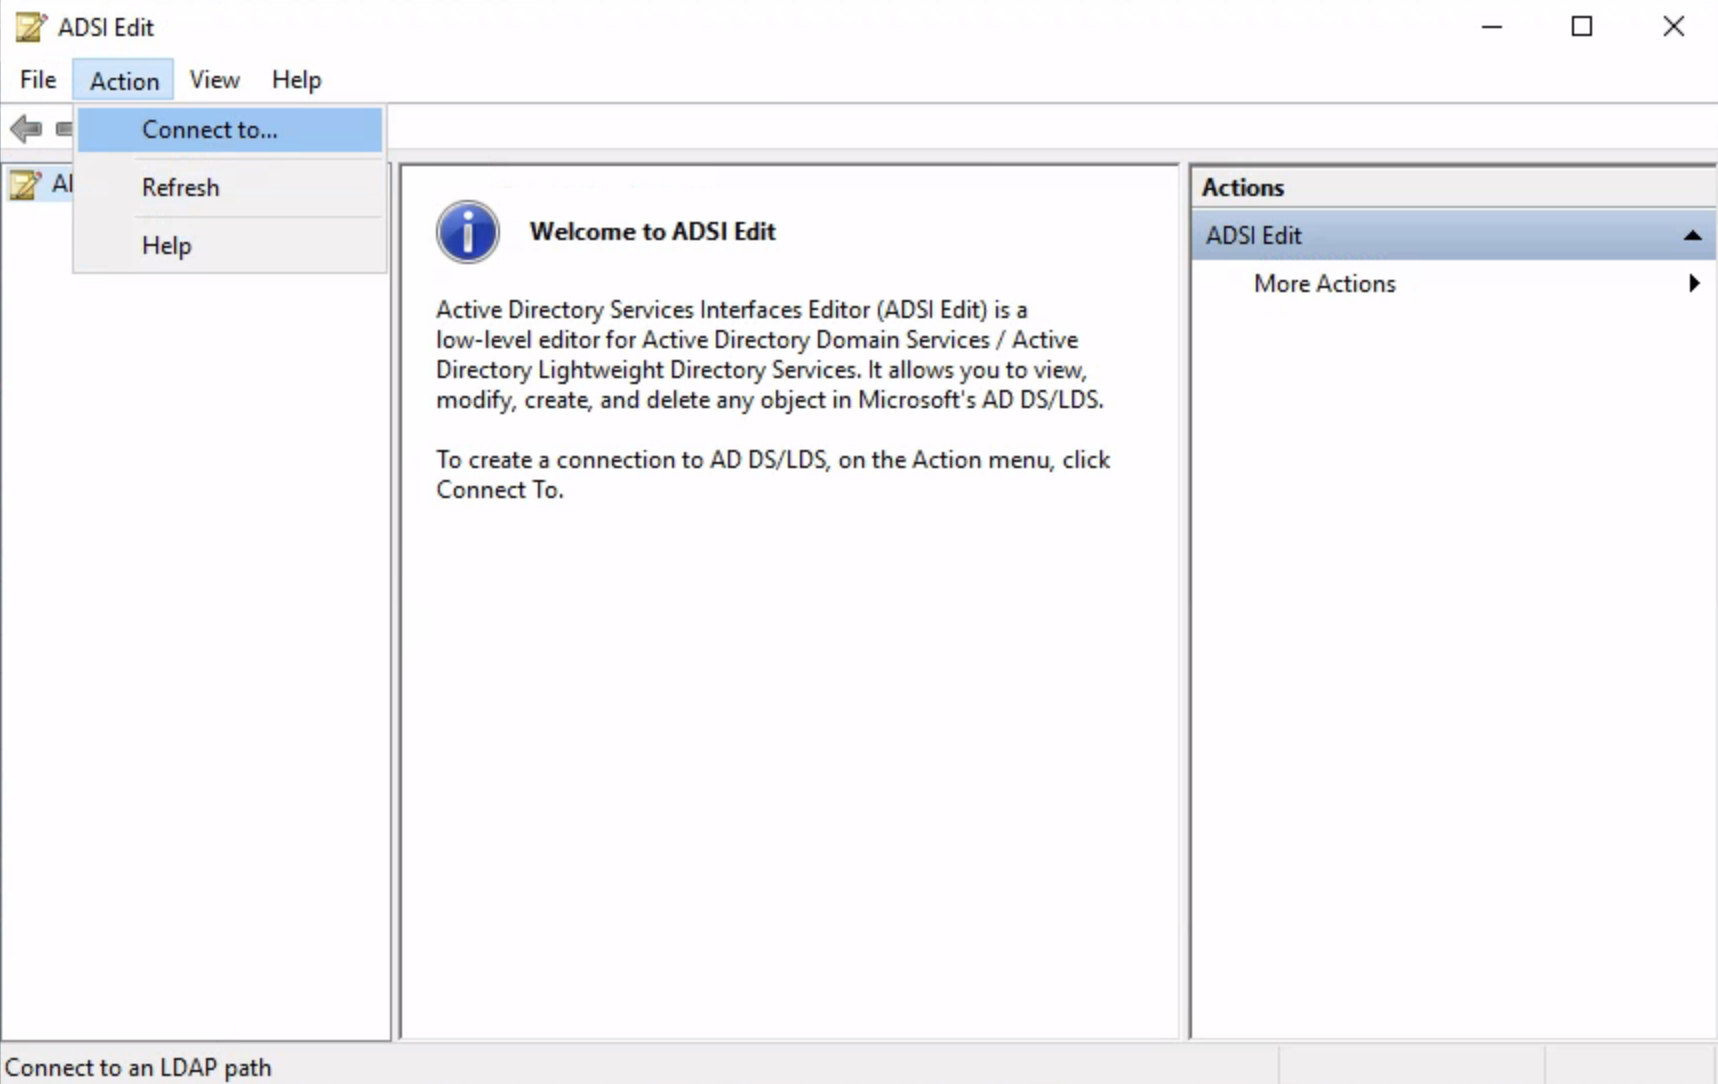 ADSI Edit
File Action View Help
Connect to...
Refresh
Help
Welcome to ADSI Edit
Active Directory Services Interfaces Editor (ADSI Edit) is a
low-level editor for Active Directory Domain Services / Active
Directory Lightweight Directory Services. It allows you to view,
modify, create, and delete any object in Microsoft's AD DS/LDS.
To create a connection to AD DS/LDS, on the Action menu, click
Connect To.
Actions
ADSI Edit
More Actions
Connect to an LDAP path